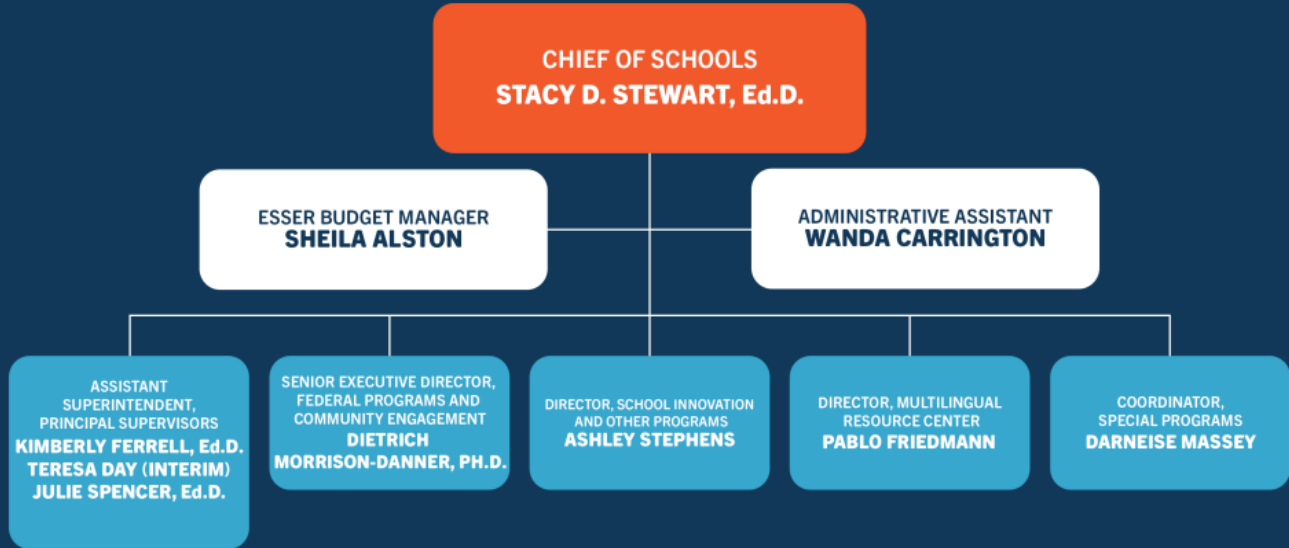 CHIEF OF SCHOOLS
STACY D. STEWART, Ed.D.
ESSER BUDGET MANAGER
SHEILA ALSTON
ADMINISTRATIVE ASSISTANT
WANDA CARRINGTON
ASSISTANT
SUPERINTENDENT,
PRINCIPAL SUPERVISORS
KIMBERLY FERRELL, Ed.D.
TERESA DAY (INTERIM)
JULIE SPENCER, Ed.D.
SENIOR EXECUTIVE DIRECTOR,
FEDERAL PROGRAMS AND
COMMUNITY ENGAGEMENT
DIETRICH
MORRISON-DANNER, PH.D.
DIRECTOR, SCHOOL INNOVATION
AND OTHER PROGRAMS
ASHLEY STEPHENS
DIRECTOR, MULTILINGUAL
RESOURCE CENTER
PABLO FRIEDMANN
COORDINATOR,
SPECIAL PROGRAMS
DARNEISE MASSEY